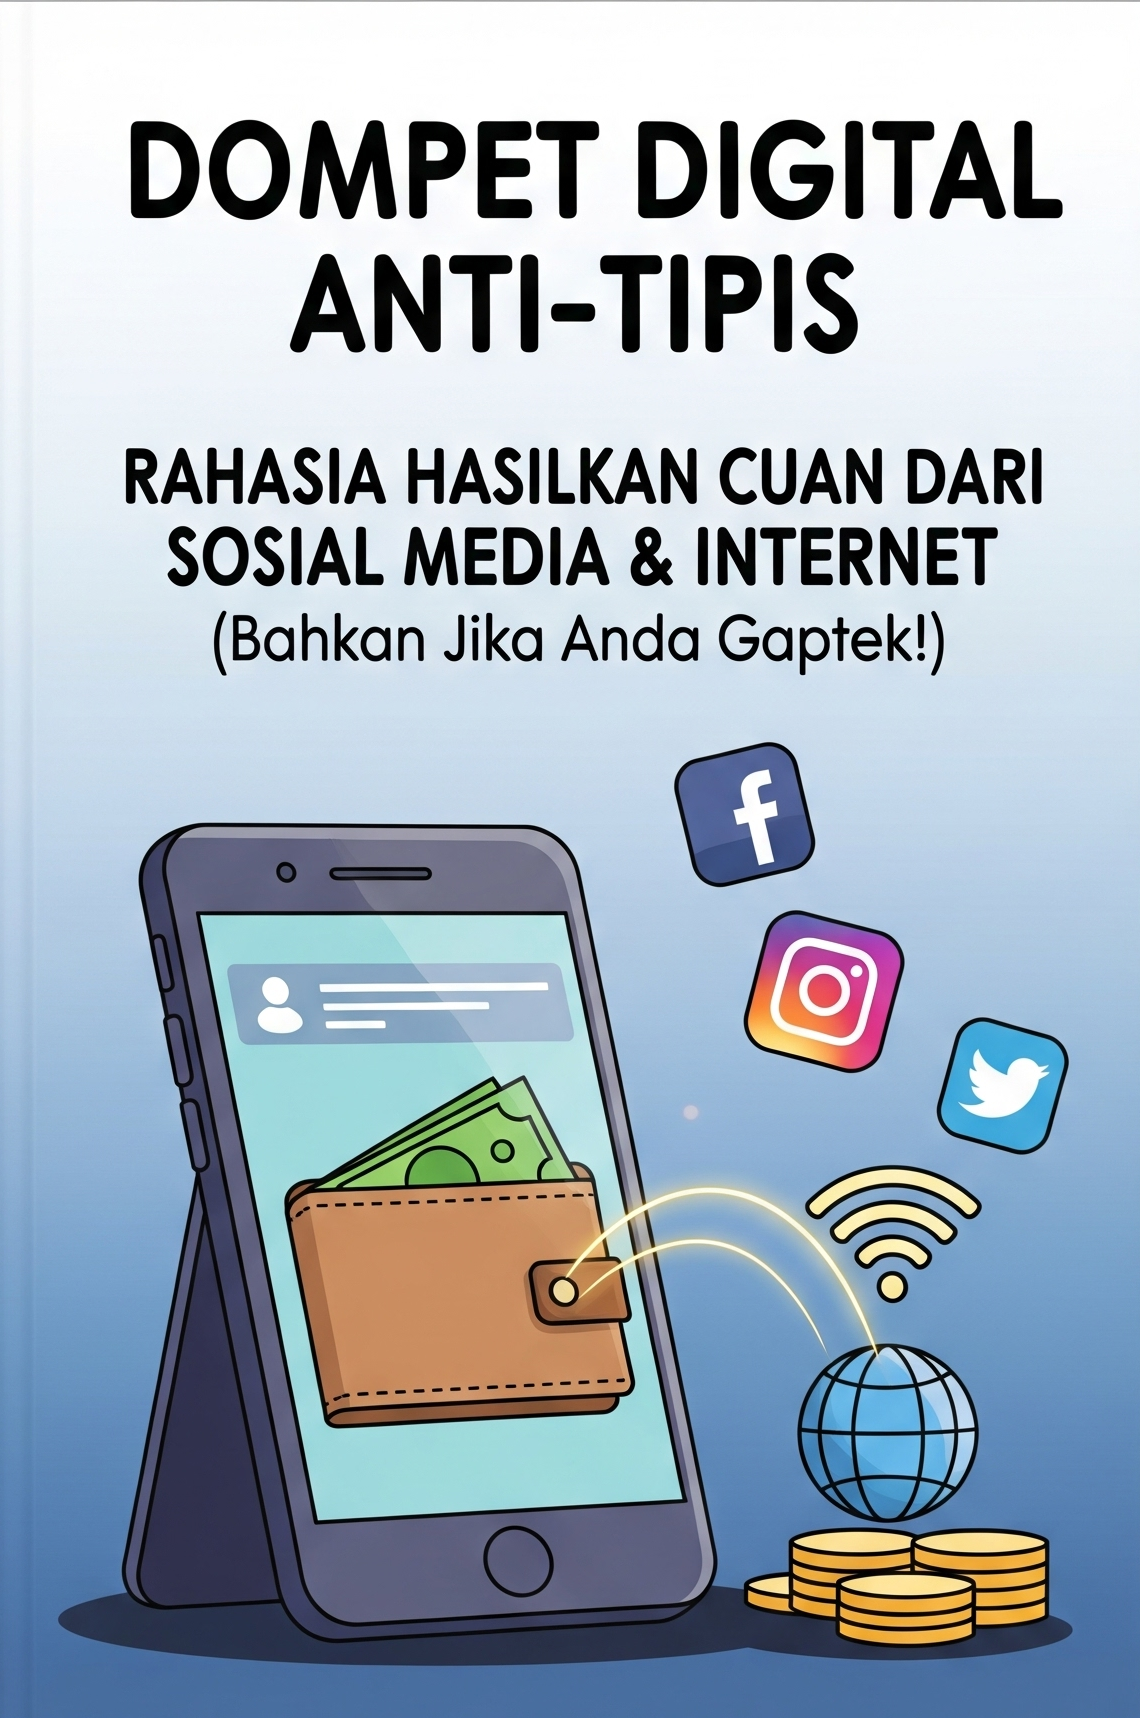 DOMPET DIGITAL
ANTI-TIPIS
RAHASIA HASILKAN CUAN DARI
SOSIAL MEDIA & INTERNET
(Bahkan Jika Anda Gaptek!)